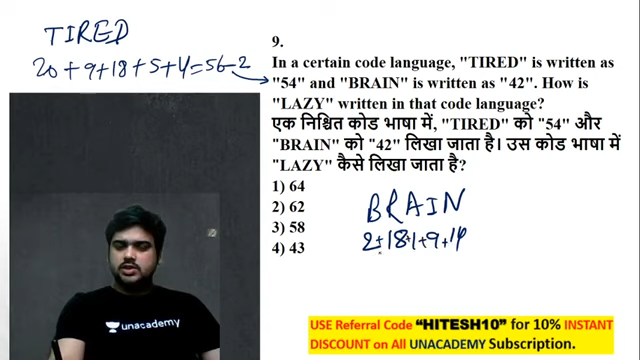 TIRED
20+9+18+5+4=56-2
9.
In a certain code language, "TIRED" is written as
"54" and "BRAIN" is written as "42". How is
"LAZY" written in that code language?
एक निश्चित कोड भाषा में, "TIRED" को "54" और
"BRAIN" को "42" लिखा जाता है। उस कोड भाषा में
"LAZY" कैसे लिखा जाता है?
1) 64
2) 62
3) 58
4) 43
BRAIN
2+18+1+9+14
unacademy
USE Referral Code “HITESH10” for 10% INSTANT
DISCOUNT on All UNACADEMY Subscription.